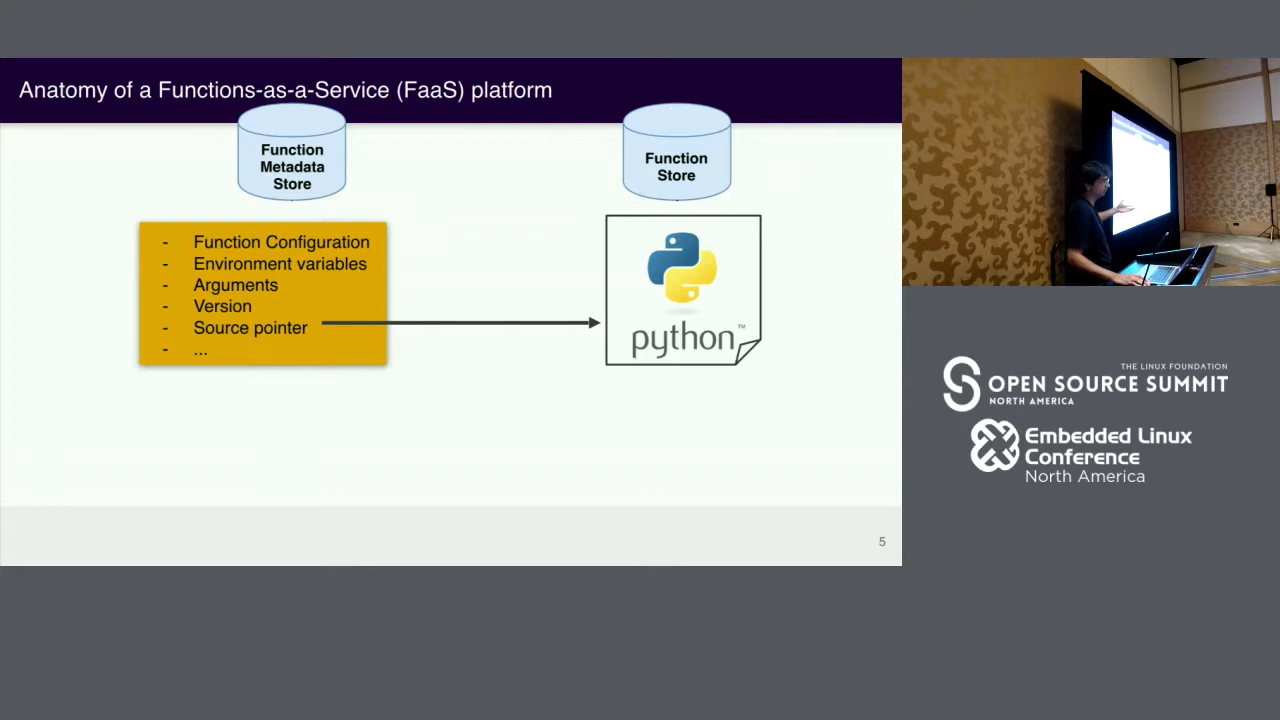 Anatomy of a Functions-as-a-Service (FaaS) platform
Function
Metadata
Store
Function
Store
- Function Configuration
- Environment variables
- Arguments
- Version
- Source pointer
- ...
python™
5
THE LINUX FOUNDATION
OPEN SOURCE SUMMIT
NORTH AMERICA
Embedded Linux
Conference
North America